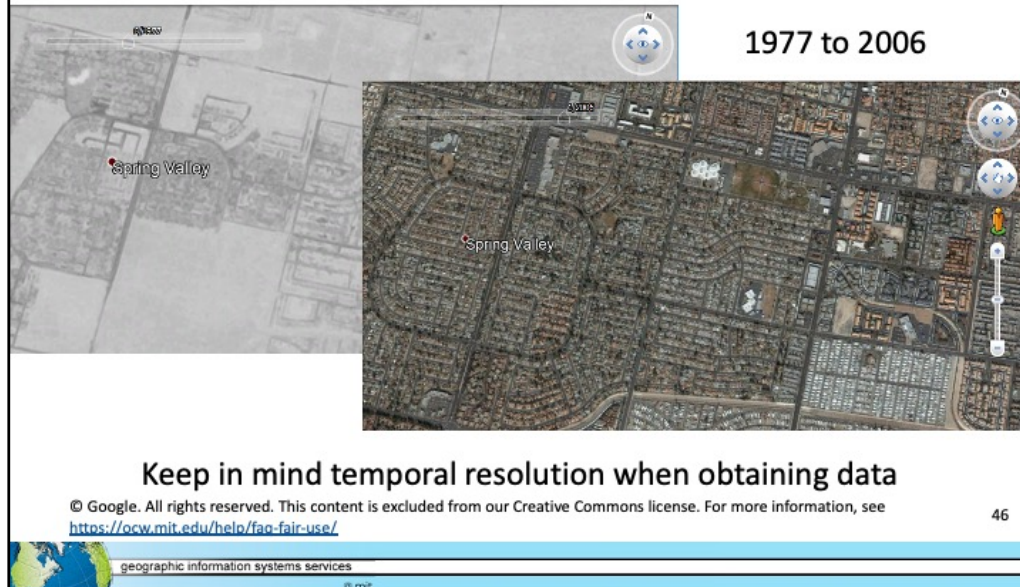 1977 to 2006
N
N
Spring Valley
Spring Valley
Keep in mind temporal resolution when obtaining data
© Google. All rights reserved. This content is excluded from our Creative Commons license. For more information, see
https://ocw.mit.edu/help/faq-fair-use/
46
geographic information systems services